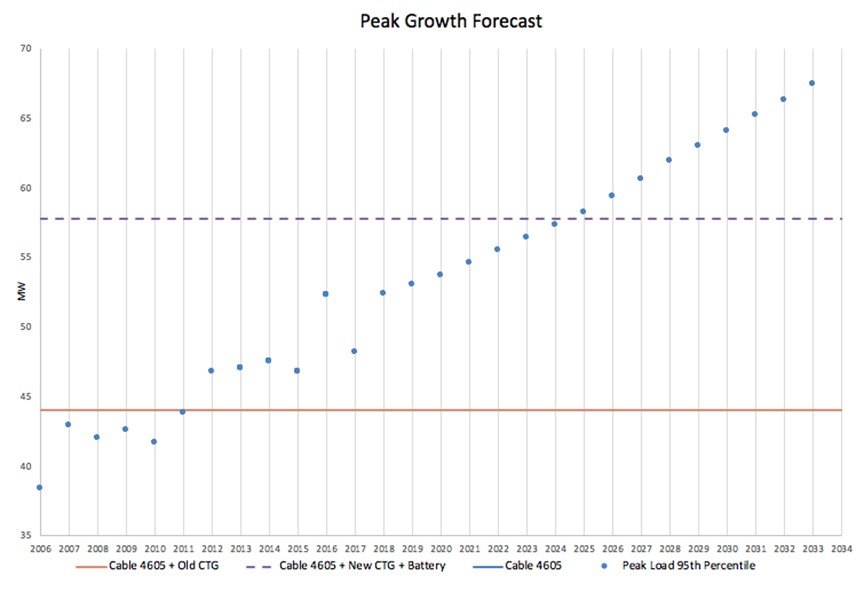 Peak Growth Forecast
70
65
60
55
50
45
40
35
MW
2006 2007 2008 2009 2010 2011 2012 2013 2014 2015 2016 2017 2018 2019 2020 2021 2022 2023 2024 2025 2026 2027 2028 2029 2030 2031 2032 2033 2034
Cable 4605 + Old CTG Cable 4605 + New CTG + Battery Cable 4605 Peak Load 95th Percentile